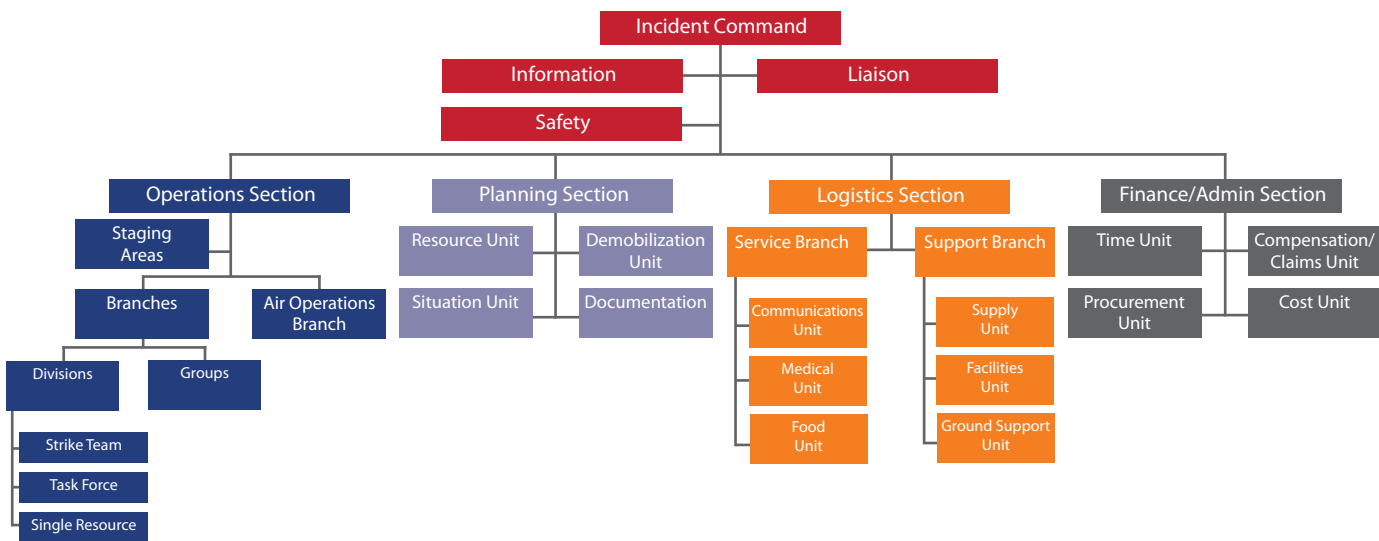 Incident Command
Information
Liaison
Safety
Operations Section
Planning Section
Logistics Section
Finance/Admin Section
Staging
Areas
Resource Unit
Demobilization
Unit
Service Branch
Support Branch
Time Unit
Compensation/
Claims Unit
Branches
Air Operations
Branch
Situation Unit
Documentation
Communications
Unit
Supply
Unit
Procurement
Unit
Cost Unit
Divisions
Groups
Medical
Unit
Facilities
Unit
Strike Team
Food
Unit
Ground Support
Unit
Task Force
Single Resource